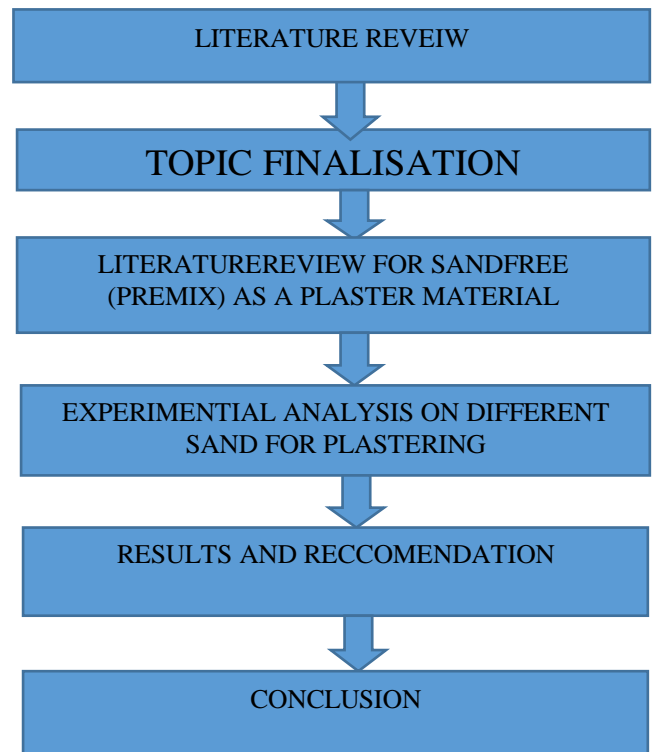 LITERATURE REVEIW
TOPIC FINALISATION
LITERATUREREVIEW FOR SANDFREE
(PREMIX) AS A PLASTER MATERIAL
EXPERIMENTIAL ANALYSIS ON DIFFERENT
SAND FOR PLASTERING
RESULTS AND RECCOMENDATION
CONCLUSION